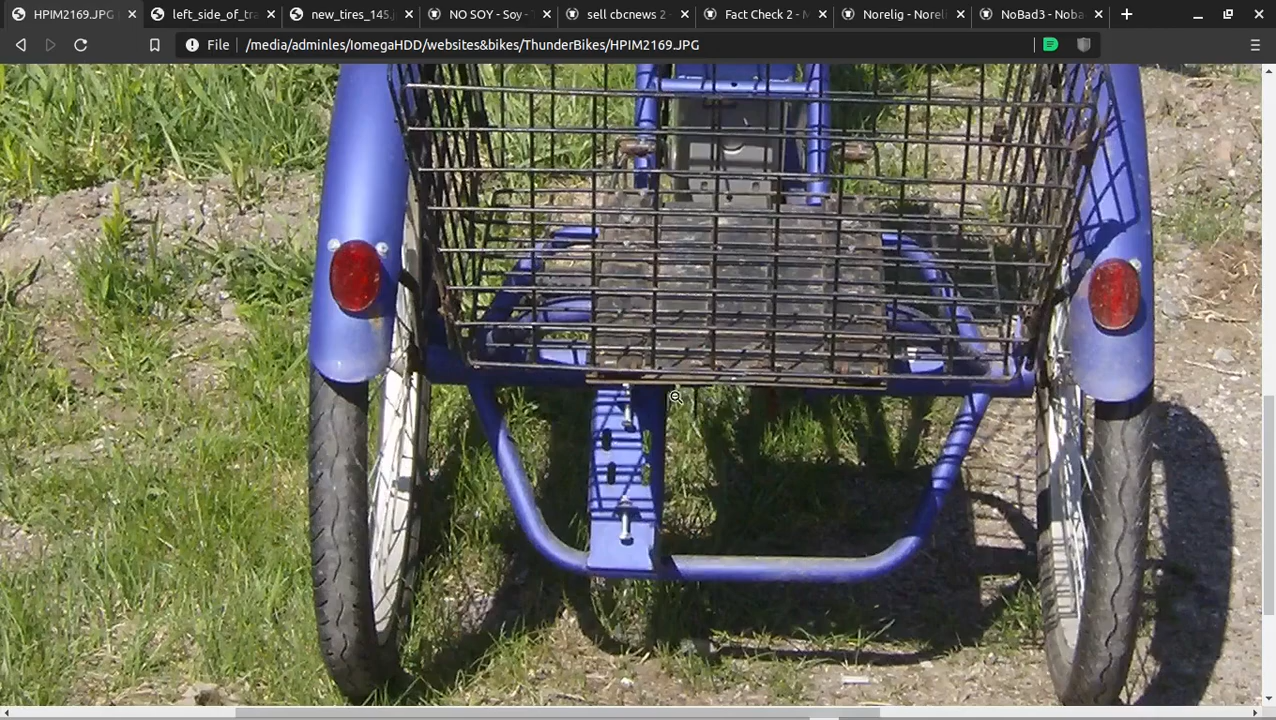 HPIM2169.JPG
left_side_of_tra
new_tires_145.j
NO SOY - Soy -
sell cbcnews 2 -
Fact Check 2 - M
Norelig - Noreli
NoBad3 - Noba
File /media/adminles/IomegaHDD/websites&bikes/ThunderBikes/HPIM2169.JPG